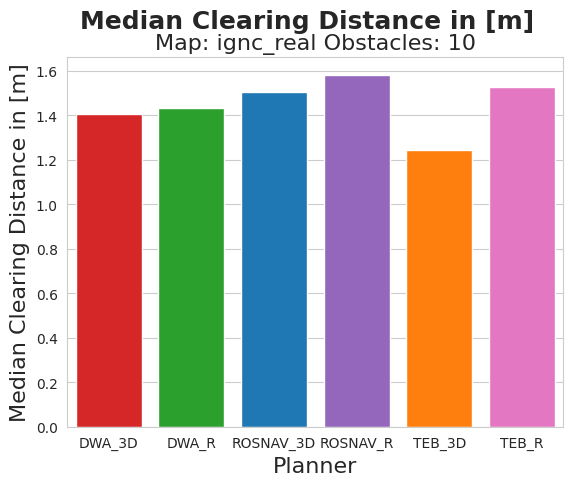 Median Clearing Distance in [m]
Map: ignc_real Obstacles: 10
Median Clearing Distance in [m]
1.6
1.4
1.2
1.0
0.8
0.6
0.4
0.2
0.0
DWA_3D DWA_R ROSNAV_3D ROSNAV_R TEB_3D TEB_R
Planner